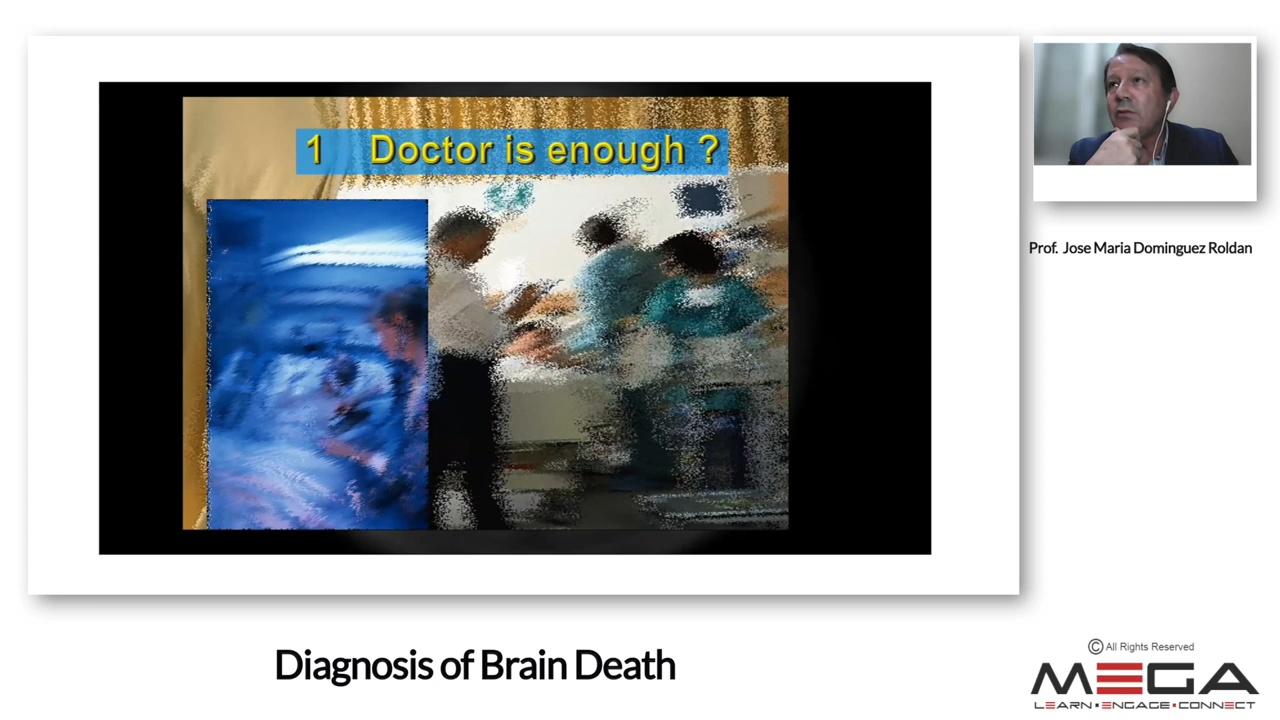 1 Doctor is enough ?
Prof. Jose Maria Dominguez Roldan
Diagnosis of Brain Death
© All Rights Reserved
MEGA
LEARN▪ENGAGE▪CONNECT